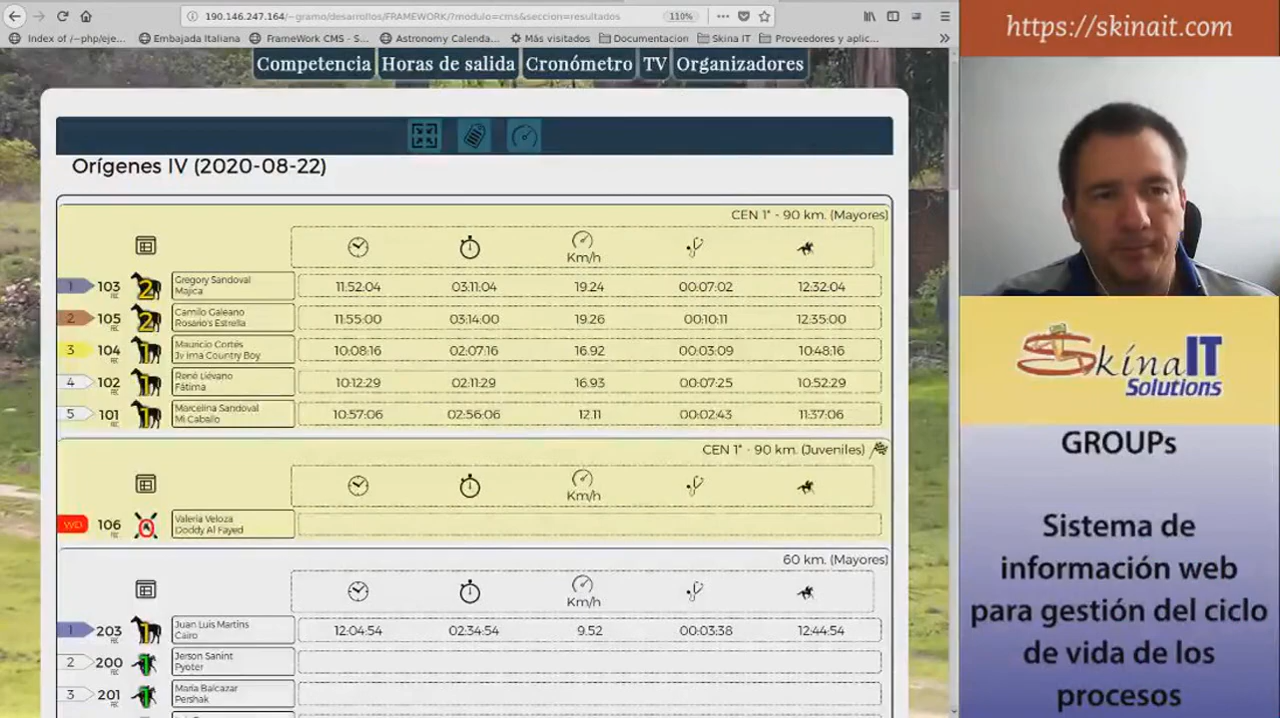 190.146.247.164/~gramo/desarrollos/FRAMEWORK/?modulo=cms&seccion=resultados 110%
Index of /~php/eje... Embajada Italiana FrameWork CMS - S... Astronomy Calenda... Más visitados Documentacion Skina IT Proveedores y aplic...
https://skinait.com
Competencia Horas de salida Cronómetro TV Organizadores
Orígenes IV (2020-08-22)
CEN 1* - 90 km. (Mayores)
Km/h
1 103 2 Gregory Sandoval 11:52:04 03:11:04 19.24 00:07:02 12:32:04
Majica
2 105 2 Camilo Galeano 11:55:00 03:14:00 19.26 00:10:11 12:35:00
Rosario's Estrella
3 104 1 Mauricio Cortés 10:08:16 02:07:16 16.92 00:03:09 10:48:16
Jv Ima Country Boy
4 102 1 René Liévano 10:12:29 02:11:29 16.93 00:07:25 10:52:29
Fátima
5 101 1 Marcelina Sandoval 10:57:06 02:56:06 12.11 00:02:43 11:37:06
Mi Caballo
CEN 1* - 90 km. (Juveniles)
Km/h
WD 106 Valeria Veloza
Doddy Al Fayed
60 km. (Mayores)
Km/h
1 203 1 Juan Luis Martins 12:04:54 02:34:54 9.52 00:03:38 12:44:54
Cairo
2 200 1 Jerson Sanint
Pyoter
3 201 1 Maria Balcazar
Pershak
Skína IT
Solutions
GROUPs
Sistema de
información web
para gestión del ciclo
de vida de los
procesos